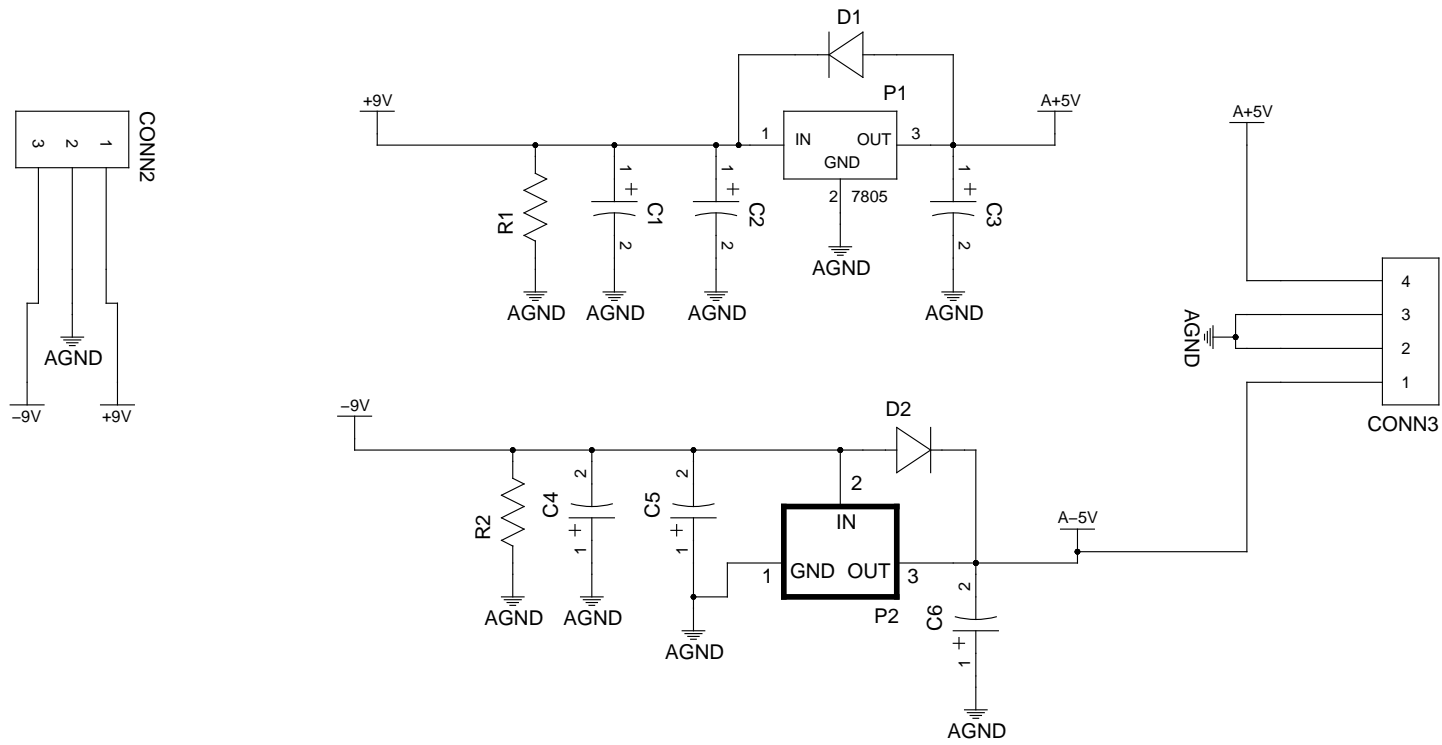 D1
P1
+9V
A+5V
A+5V
CONN2
3 2 1
1 IN OUT 3
GND
2 7805
R1
1 +
C1
2
1 +
C2
2
1 +
C3
2
AGND
AGND
AGND
AGND
AGND
AGND
–9V
+9V
4
3
2
1
AGND
CONN3
–9V
D2
2
IN
R2
2
C4
1 +
2
C5
1 +
1 GND OUT 3
P2
A–5V
2
C6
1 +
AGND
AGND
AGND
AGND